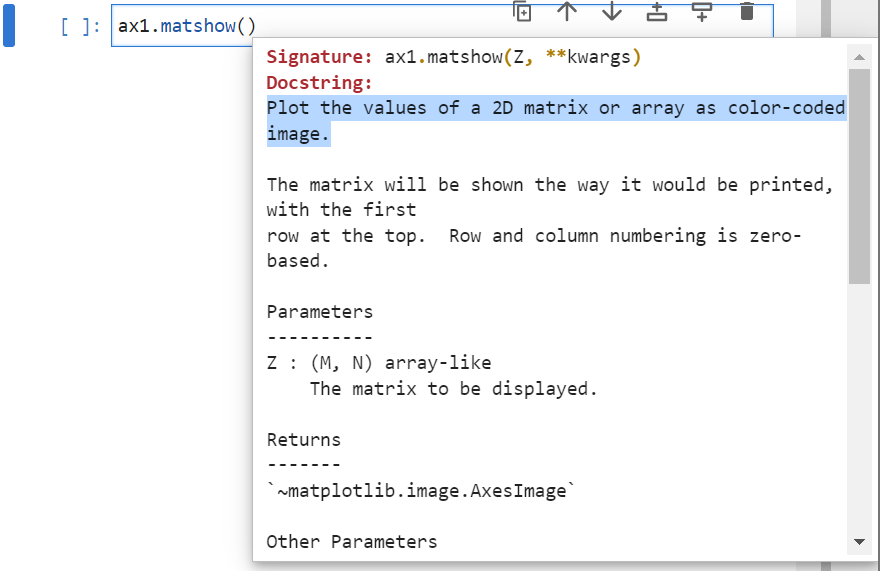 [ ]: ax1.matshow()
Signature: ax1.matshow(Z, **kwargs)
Docstring:
Plot the values of a 2D matrix or array as color-coded
image.
The matrix will be shown the way it would be printed,
with the first
row at the top.  Row and column numbering is zero-
based.
Parameters
----------
Z : (M, N) array-like
    The matrix to be displayed.
Returns
-------
`~matplotlib.image.AxesImage`
Other Parameters